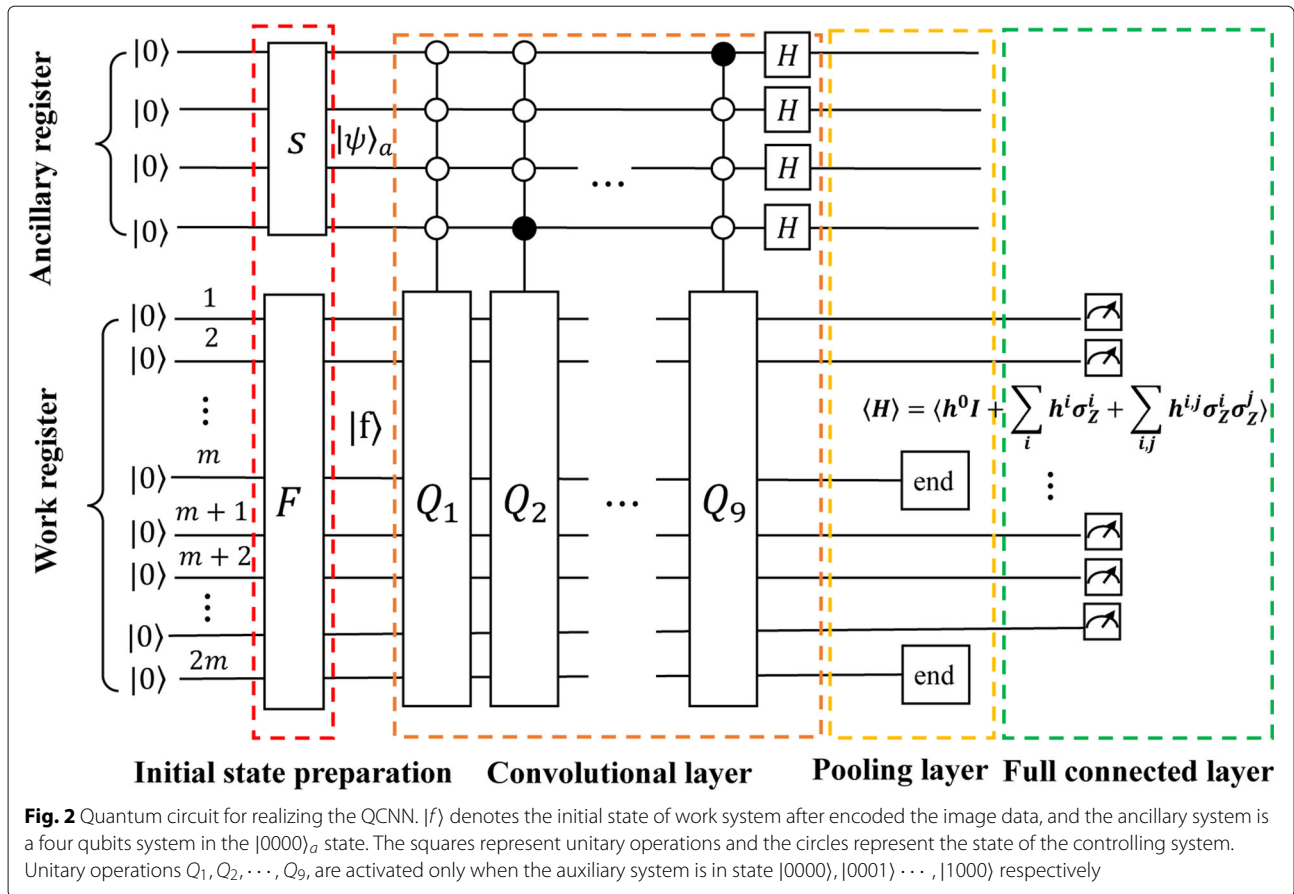 Ancillary register
|0⟩
|0⟩
|0⟩
|0⟩
S
|ψ⟩ₐ
...
H
H
H
H
Work register
|0⟩ 1
|0⟩ 2
⋮
|0⟩ m
|0⟩ m + 1
|0⟩ m + 2
⋮
|0⟩
|0⟩ 2m
F
|f⟩
Q₁
Q₂
...
Q₉
⟨H⟩ = ⟨h⁰I + ∑ᵢ hⁱσ_Zⁱ + ∑ᵢ,ⱼ hⁱ,ʲσ_Zⁱσ_Zʲ⟩
end
⋮
end
Initial state preparation Convolutional layer Pooling layer Full connected layer
Fig. 2 Quantum circuit for realizing the QCNN. |f⟩ denotes the initial state of work system after encoded the image data, and the ancillary system is
a four qubits system in the |0000⟩ₐ state. The squares represent unitary operations and the circles represent the state of the controlling system.
Unitary operations Q₁, Q₂, ···, Q₉, are activated only when the auxiliary system is in state |0000⟩, |0001⟩ ···, |1000⟩ respectively